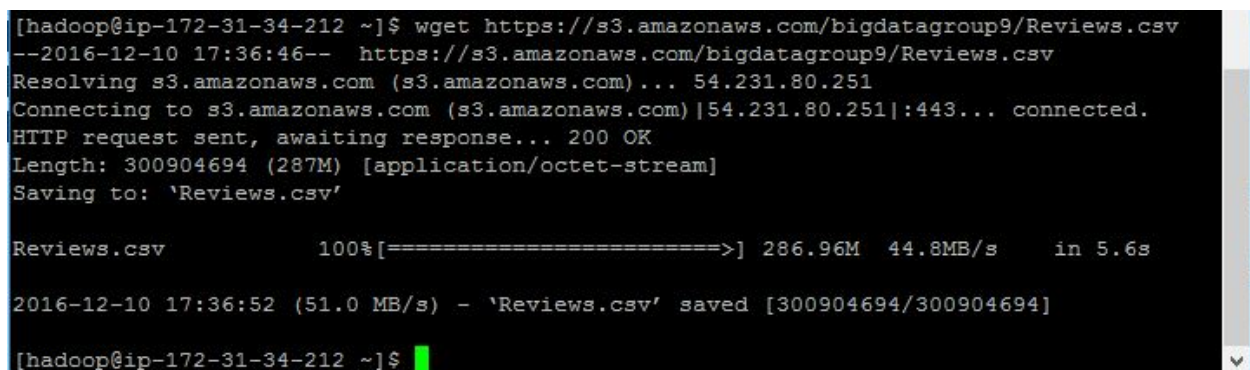 [hadoop@ip-172-31-34-212 ~]$ wget https://s3.amazonaws.com/bigdatagroup9/Reviews.csv
--2016-12-10 17:36:46--  https://s3.amazonaws.com/bigdatagroup9/Reviews.csv
Resolving s3.amazonaws.com (s3.amazonaws.com)... 54.231.80.251
Connecting to s3.amazonaws.com (s3.amazonaws.com)|54.231.80.251|:443... connected.
HTTP request sent, awaiting response... 200 OK
Length: 300904694 (287M) [application/octet-stream]
Saving to: ‘Reviews.csv’
Reviews.csv 100%[========================>] 286.96M 44.8MB/s in 5.6s
2016-12-10 17:36:52 (51.0 MB/s) - ‘Reviews.csv’ saved [300904694/300904694]
[hadoop@ip-172-31-34-212 ~]$